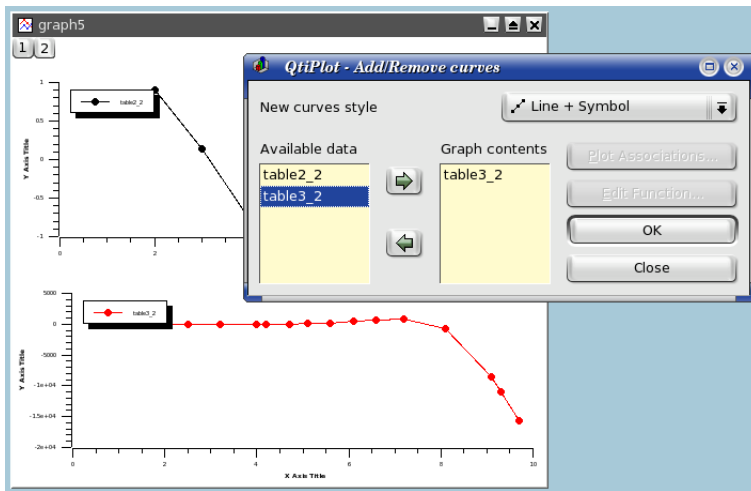 graph5
1 2
1
0.5
0
-0.5
-1
0
2
Y Axis Title
table2_2
QtiPlot - Add/Remove curves
New curves style
Line + Symbol
Available data
Graph contents
table2_2
table3_2
table3_2
Plot Associations...
Edit Function...
OK
Close
5000
0
-5000
-1e+04
-1.5e+04
-2e+04
Y Axis Title
table3_2
0 2 4 6 8 10
X Axis Title